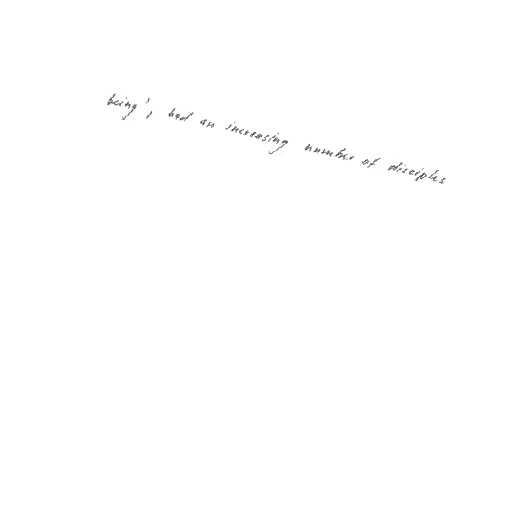 being ' , had an increasing number of disciples